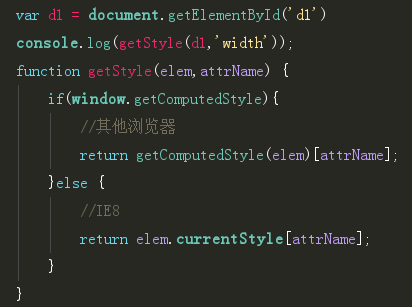 var d1 = document.getElementById('d1')
console.log(getStyle(d1,'width'));
function getStyle(elem,attrName) {
if(window.getComputedStyle){
//其他浏览器
return getComputedStyle(elem)[attrName];
}else {
//IE8
return elem.currentStyle[attrName];
}
}